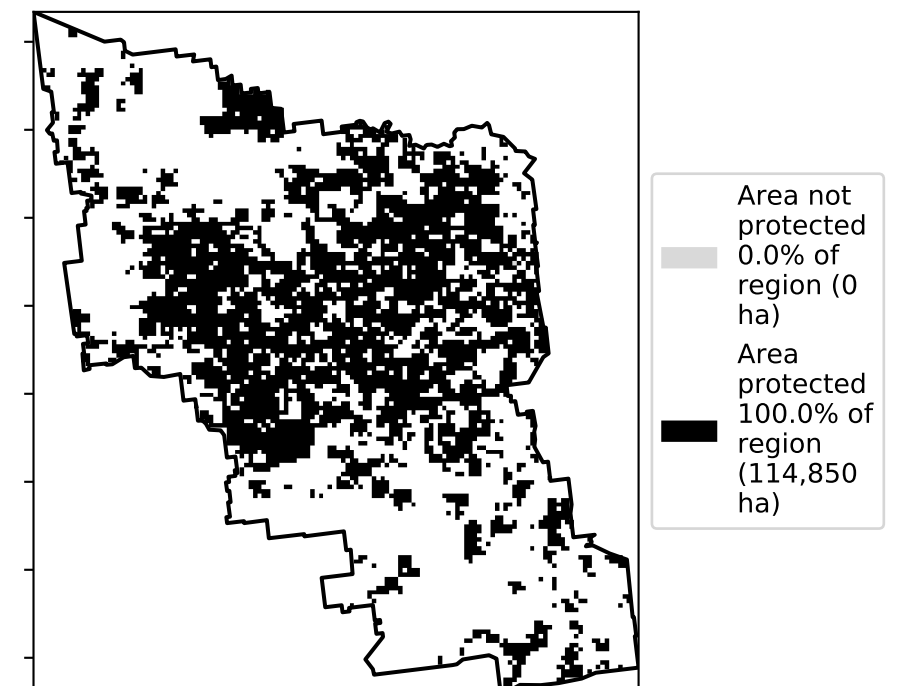 Area not
protected
0.0% of
region (0
ha)
Area
protected
100.0% of
region
(114,850
ha)